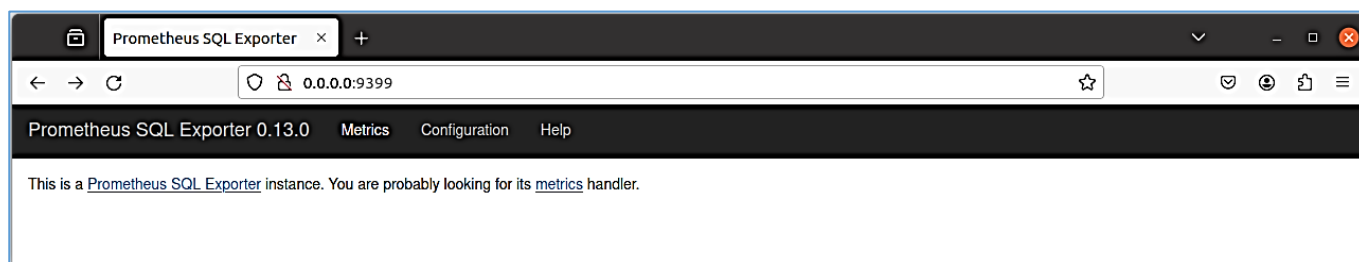 Prometheus SQL Exporter
0.0.0.0:9399
Prometheus SQL Exporter 0.13.0 Metrics Configuration Help
This is a Prometheus SQL Exporter instance. You are probably looking for its metrics handler.